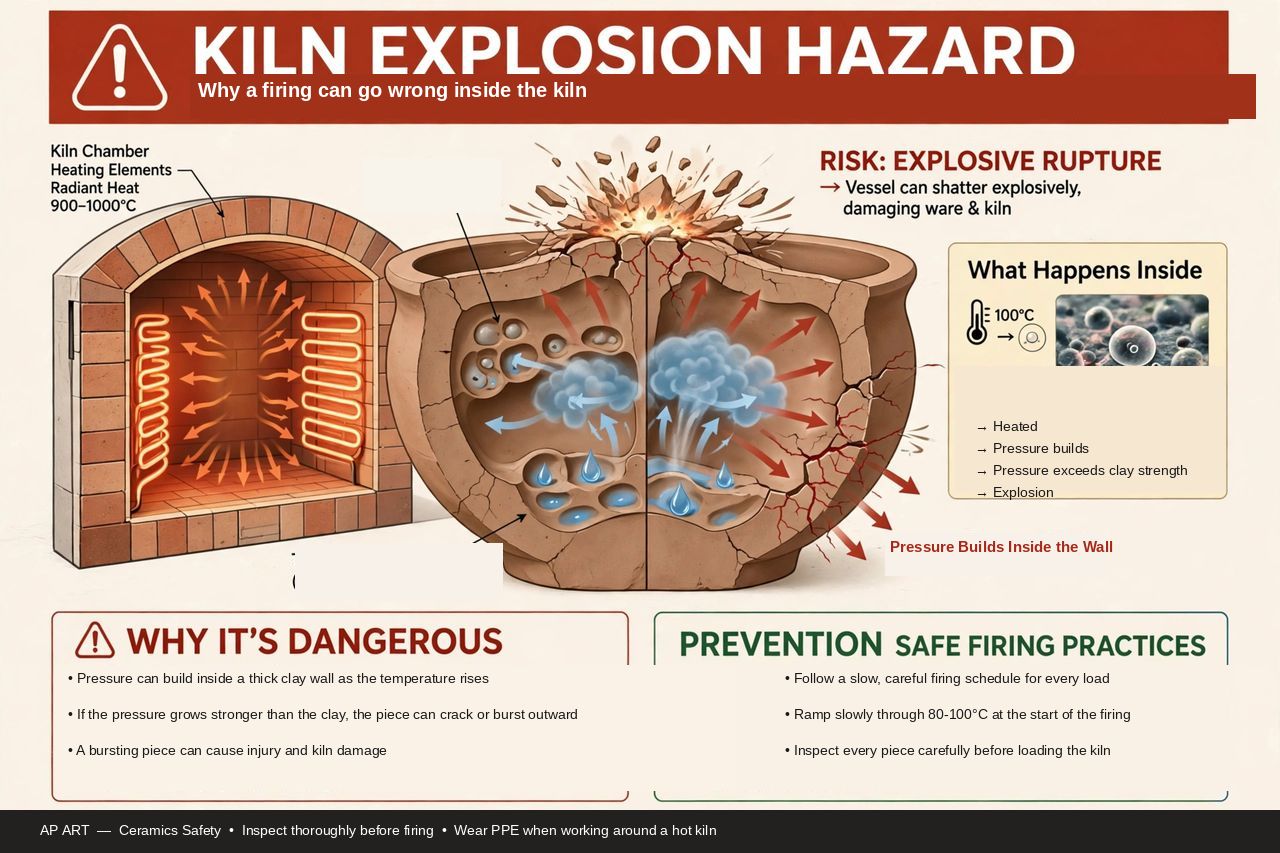 KILN EXPLOSION HAZARD
Why a firing can go wrong inside the kiln
Kiln Chamber
Heating Elements
Radiant Heat
900–1000°C
RISK: EXPLOSIVE RUPTURE
→ Vessel can shatter explosively,
damaging ware & kiln
What Happens Inside
100°C
→
→ Heated
→ Pressure builds
→ Pressure exceeds clay strength
→ Explosion
Pressure Builds Inside the Wall
WHY IT'S DANGEROUS
• Pressure can build inside a thick clay wall as the temperature rises
• If the pressure grows stronger than the clay, the piece can crack or burst outward
• A bursting piece can cause injury and kiln damage
PREVENTION SAFE FIRING PRACTICES
• Follow a slow, careful firing schedule for every load
• Ramp slowly through 80-100°C at the start of the firing
• Inspect every piece carefully before loading the kiln
AP ART — Ceramics Safety • Inspect thoroughly before firing • Wear PPE when working around a hot kiln